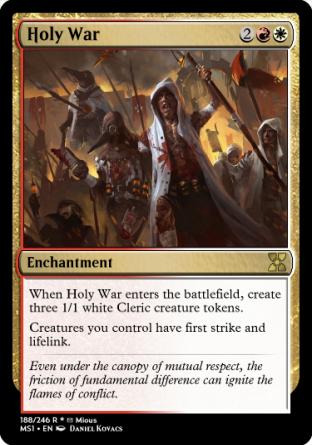 Holy War 2
Enchantment
When Holy War enters the battlefield, create
three 1/1 white Cleric creature tokens.
Creatures you control have first strike and
lifelink.
Even under the canopy of mutual respect, the
friction of fundamental difference can ignite the
flames of conflict.
188/246 R * Mious
MS1 • EN Daniel Kovacs